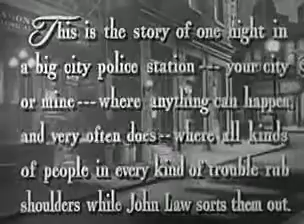 This is the story of one night in
a big city police station --- your city
or mine --- where anything can happen,
and very often does -- where all kinds
of people in every kind of trouble rub
shoulders while John Law sorts them out.